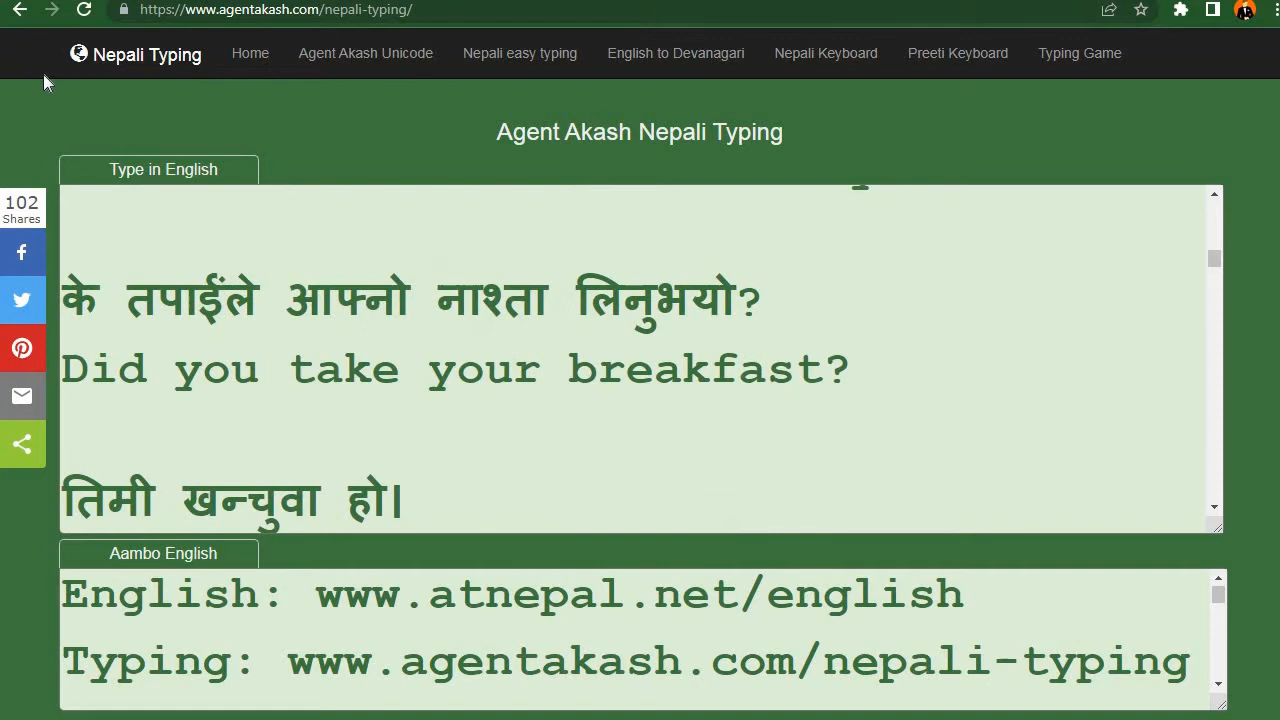 https://www.agentakash.com/nepali-typing/
Nepali Typing Home Agent Akash Unicode Nepali easy typing English to Devanagari Nepali Keyboard Preeti Keyboard Typing Game
Agent Akash Nepali Typing
Type in English
102
Shares
के तपाईंले आफ्नो नाश्ता लिनुभयो?
Did you take your breakfast?
तिमी खन्चुवा हो
Aambo English
English: www.atnepal.net/english
Typing: www.agentakash.com/nepali-typing